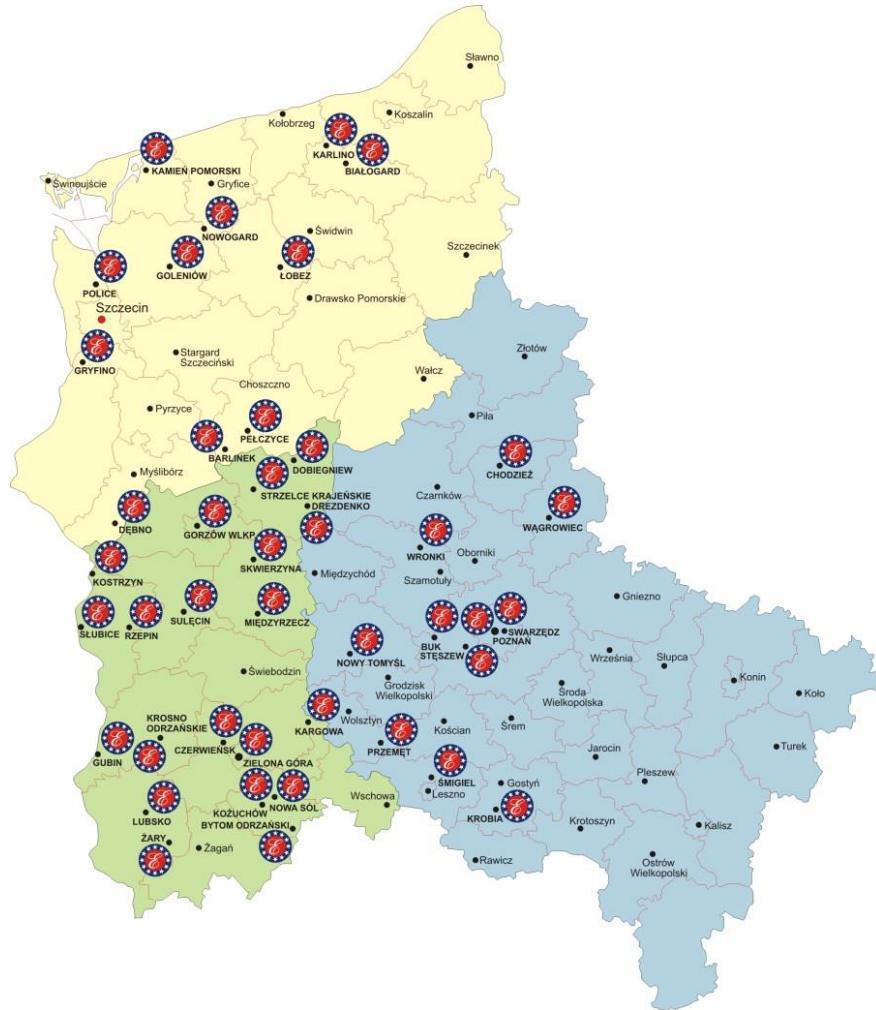 Sławno
Koszalin
Kołobrzeg
KARLINO
BIAŁOGARD
KAMIEŃ POMORSKI
Świnoujście
Gryfice
NOWOGARD
Świdwin
Szczecinek
GOLENIÓW
ŁOBEZ
POLICE
Drawsko Pomorskie
Szczecin
GRYFINO
Stargard
Szczeciński
Złotów
Wałcz
Choszczno
Pyrzyce
PEŁCZYCE
Piła
BARLINEK
DOBIEGNIEW
CHODZIEŻ
Myślibórz
STRZELCE KRAJEŃSKIE
DREZDENKO
Czarnków
DĘBNO
GORZÓW WLKP
WĄGROWIEC
WRONKI
Oborniki
SKWIERZYNA
KOSTRZYN
Międzychód
Szamotuły
Gniezno
SŁUBICE
RZEPIN
SULĘCIN
MIĘDZYRZECZ
SWARZĘDZ
POZNAŃ
BUK
STĘSZEW
NOWY TOMYŚL
Września
Słupca
Świebodzin
Grodzisk
Wielkopolski
Środa
Wielkopolska
Konin
Koło
KARGOWA
Wolsztyn
Kościan
Śrem
KROSNO
ODRZAŃSKIE
CZERWIEŃSK
PRZEMĘT
GUBIN
ZIELONA GÓRA
Jarocin
Turek
ŚMIGIEL
Leszno
Gostyń
Pleszew
KOŻUCHÓW
NOWA SÓL
Wschowa
KROBIA
LUBSKO
BYTOM ODRZAŃSKI
Krotoszyn
Kalisz
ŻARY
Żagań
Rawicz
Ostrów
Wielkopolski